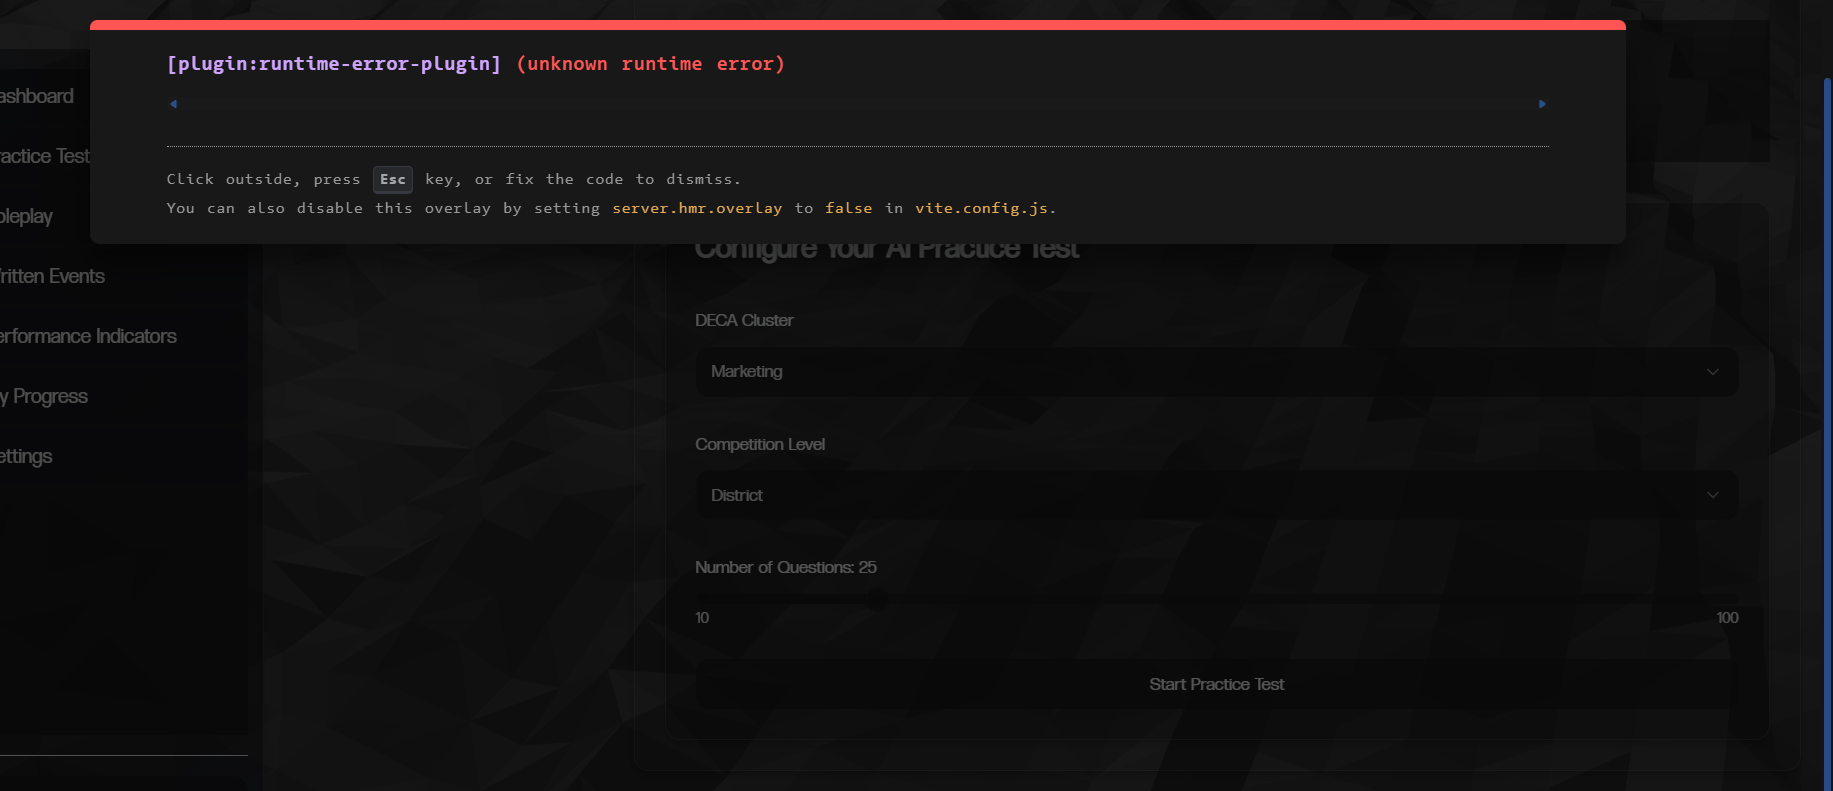 [plugin:runtime-error-plugin] (unknown runtime error)
Click outside, press Esc key, or fix the code to dismiss.
You can also disable this overlay by setting server.hmr.overlay to false in vite.config.js.
ashboard
ractice Test
oleplay
ritten Events
erformance Indicators
y Progress
ettings
Configure Your AI Practice Test
DECA Cluster
Marketing
Competition Level
District
Number of Questions: 25
10
100
Start Practice Test